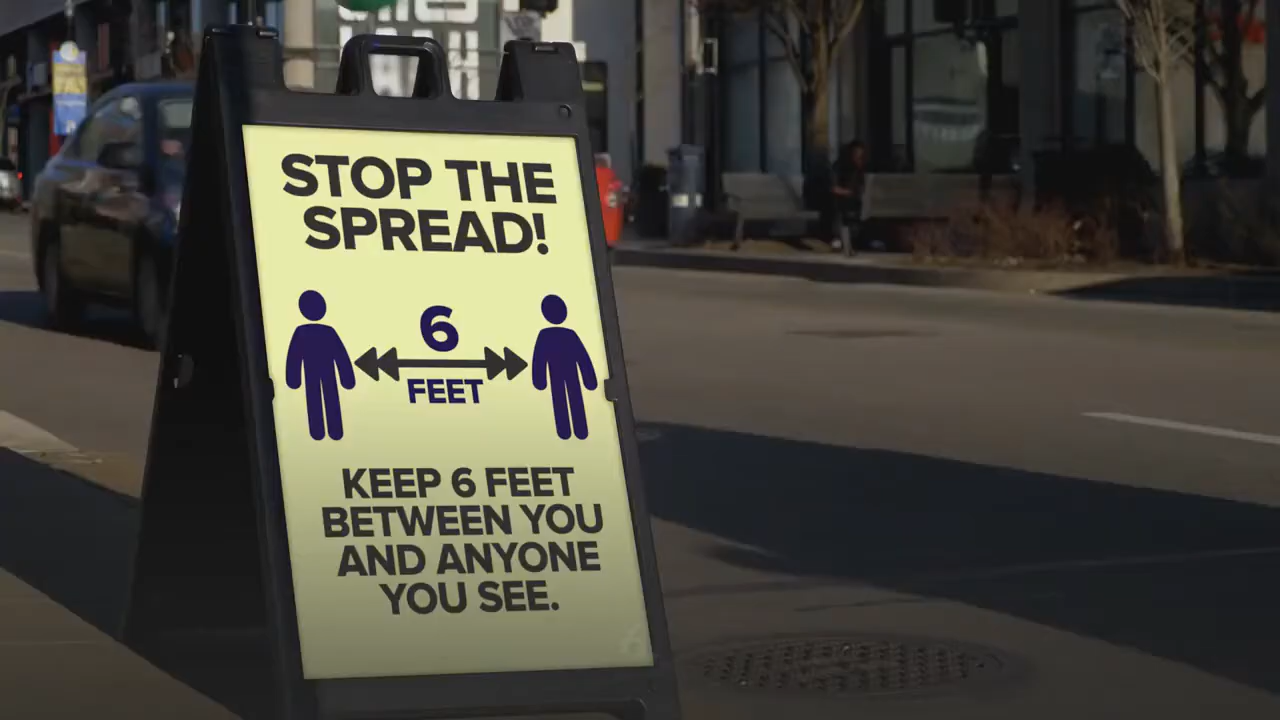 STOP THE
SPREAD!
6
FEET
KEEP 6 FEET
BETWEEN YOU
AND ANYONE
YOU SEE.